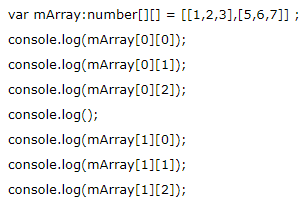 var mArray:number[][] = [[1,2,3],[5,6,7]] ;
console.log(mArray[0][0]);
console.log(mArray[0][1]);
console.log(mArray[0][2]);
console.log();
console.log(mArray[1][0]);
console.log(mArray[1][1]);
console.log(mArray[1][2]);